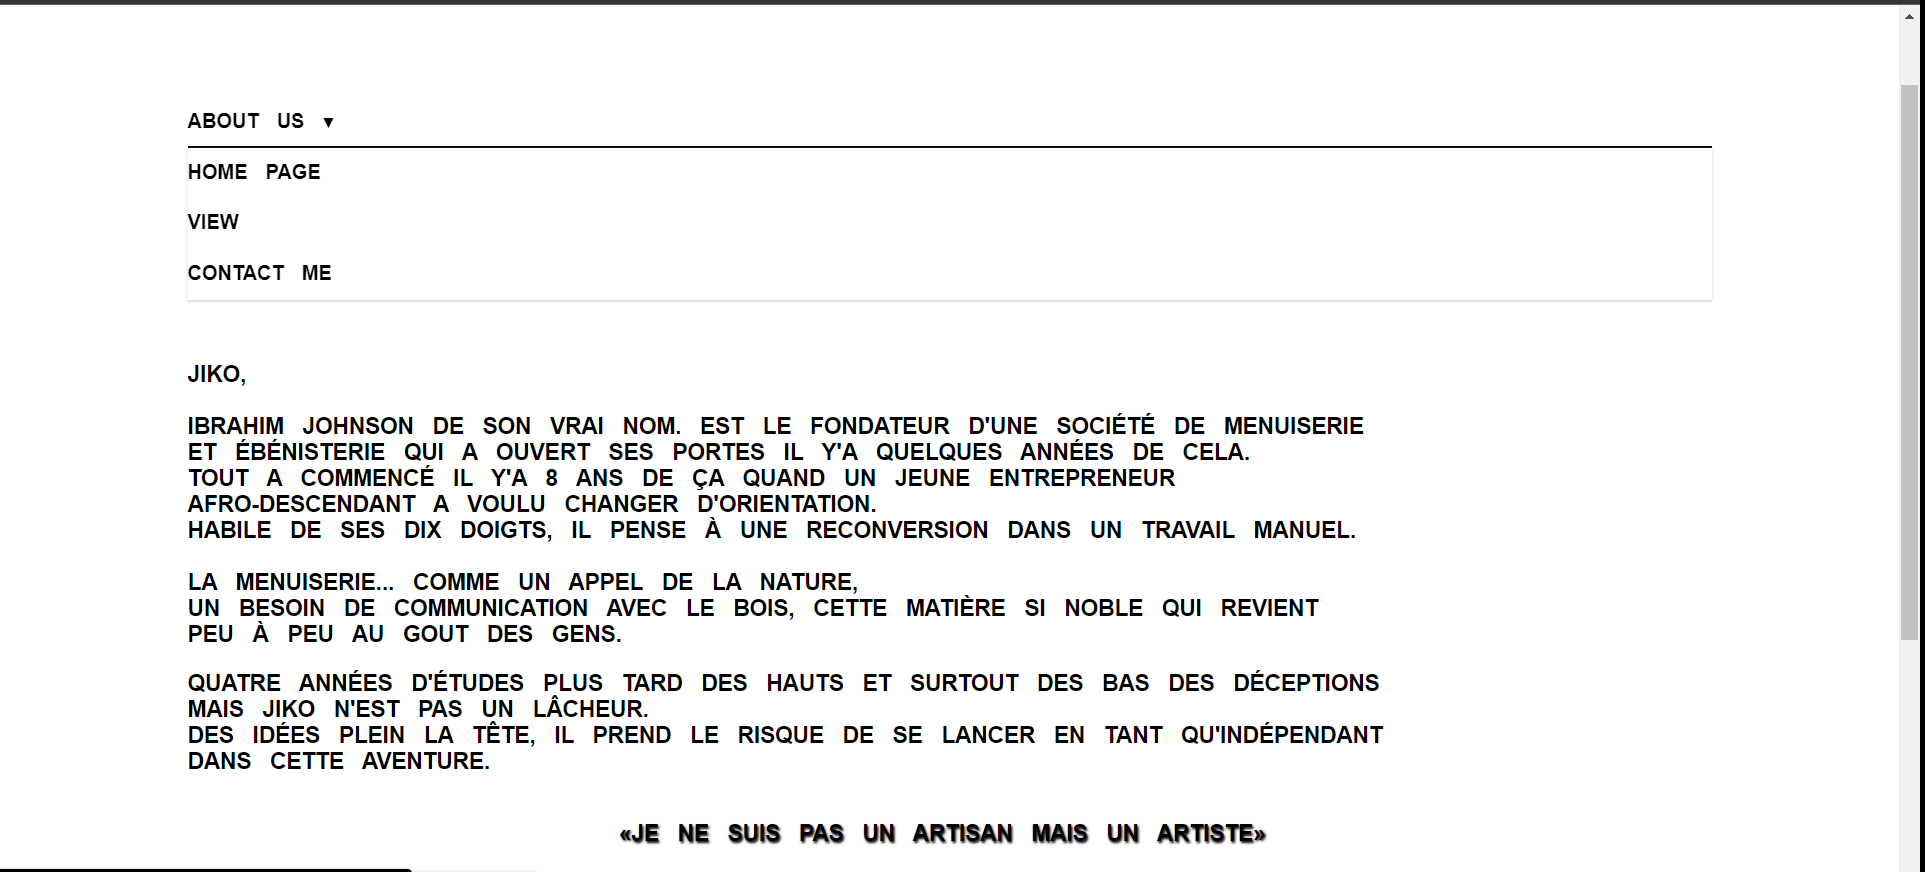 ABOUT US ▼
HOME PAGE
VIEW
CONTACT ME
JIKO,
IBRAHIM JOHNSON DE SON VRAI NOM. EST LE FONDATEUR D'UNE SOCIÉTÉ DE MENUISERIE
ET ÉBÉNISTERIE QUI A OUVERT SES PORTES IL Y'A QUELQUES ANNÉES DE CELA.
TOUT A COMMENCÉ IL Y'A 8 ANS DE ÇA QUAND UN JEUNE ENTREPRENEUR
AFRO-DESCENDANT A VOULU CHANGER D'ORIENTATION.
HABILE DE SES DIX DOIGTS, IL PENSE À UNE RECONVERSION DANS UN TRAVAIL MANUEL.
LA MENUISERIE... COMME UN APPEL DE LA NATURE,
UN BESOIN DE COMMUNICATION AVEC LE BOIS, CETTE MATIÈRE SI NOBLE QUI REVIENT
PEU À PEU AU GOUT DES GENS.
QUATRE ANNÉES D'ÉTUDES PLUS TARD DES HAUTS ET SURTOUT DES BAS DES DÉCEPTIONS
MAIS JIKO N'EST PAS UN LÂCHEUR.
DES IDÉES PLEIN LA TÊTE, IL PREND LE RISQUE DE SE LANCER EN TANT QU'INDÉPENDANT
DANS CETTE AVENTURE.
«JE NE SUIS PAS UN ARTISAN MAIS UN ARTISTE»